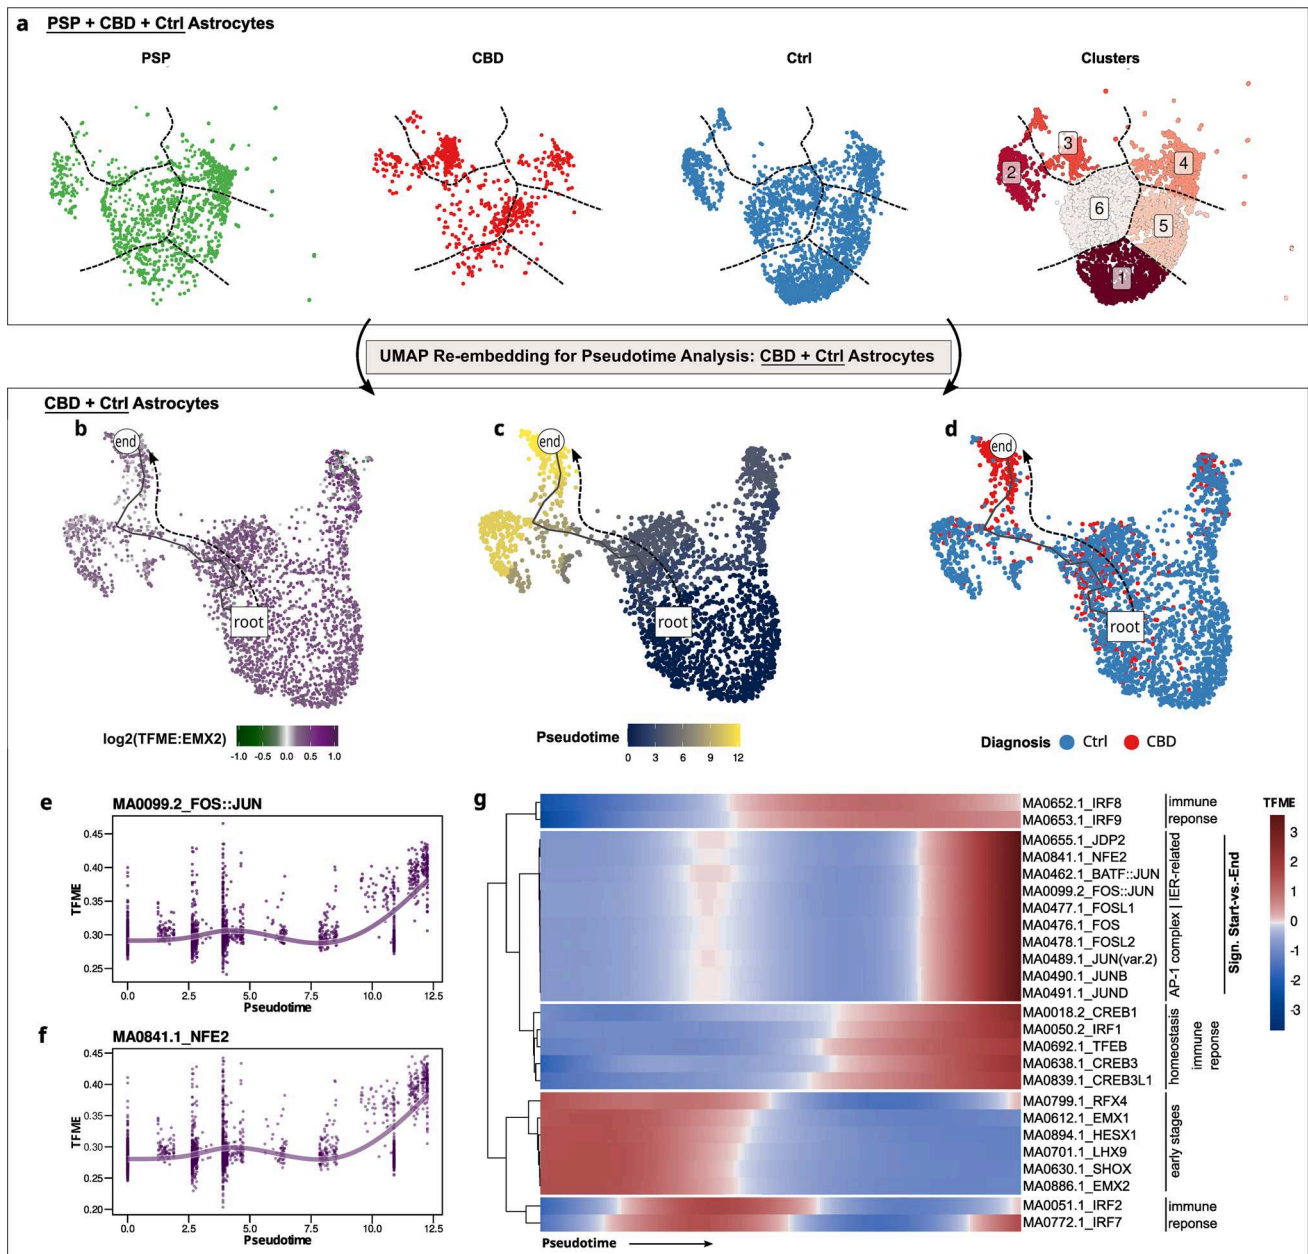 a PSP + CBD + Ctrl Astrocytes
PSP
CBD
Ctrl
Clusters
3
2
4
6
5
1
UMAP Re-embedding for Pseudotime Analysis: CBD + Ctrl Astrocytes
CBD + Ctrl Astrocytes
b
end
root
log2(TFME:EMX2)
-1.0 -0.5 0.0 0.5 1.0
c
end
root
Pseudotime
0 3 6 9 12
d
end
root
Diagnosis Ctrl CBD
e MA0099.2_FOS::JUN
TFME
0.45
0.40
0.35
0.30
0.25
0.0 2.5 5.0 7.5 10.0 12.5
Pseudotime
f MA0841.1_NFE2
TFME
0.45
0.40
0.35
0.30
0.25
0.20
0.0 2.5 5.0 7.5 10.0 12.5
Pseudotime
g
MA0652.1_IRF8
MA0653.1_IRF9
MA0655.1_JDP2
MA0841.1_NFE2
MA0462.1_BATF::JUN
MA0099.2_FOS::JUN
MA0477.1_FOSL1
MA0476.1_FOS
MA0478.1_FOSL2
MA0489.1_JUN(var.2)
MA0490.1_JUNB
MA0491.1_JUND
MA0018.2_CREB1
MA0050.2_IRF1
MA0692.1_TFEB
MA0638.1_CREB3
MA0839.1_CREB3L1
MA0799.1_RFX4
MA0612.1_EMX1
MA0894.1_HESX1
MA0701.1_LHX9
MA0630.1_SHOX
MA0886.1_EMX2
MA0051.1_IRF2
MA0772.1_IRF7
immune
reponse
AP-1 complex | IER-related
Sign. Start-vs.-End
homeostasis
immune
reponse
early stages
immune
reponse
TFME
3
2
1
0
-1
-2
-3
Pseudotime